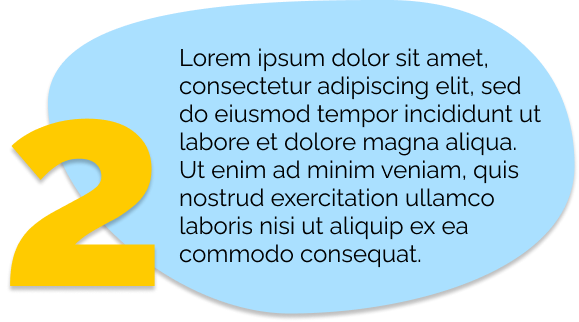 2
Lorem ipsum dolor sit amet,
consectetur adipiscing elit, sed
do eiusmod tempor incididunt ut
labore et dolore magna aliqua.
Ut enim ad minim veniam, quis
nostrud exercitation ullamco
laboris nisi ut aliquip ex ea
commodo consequat.